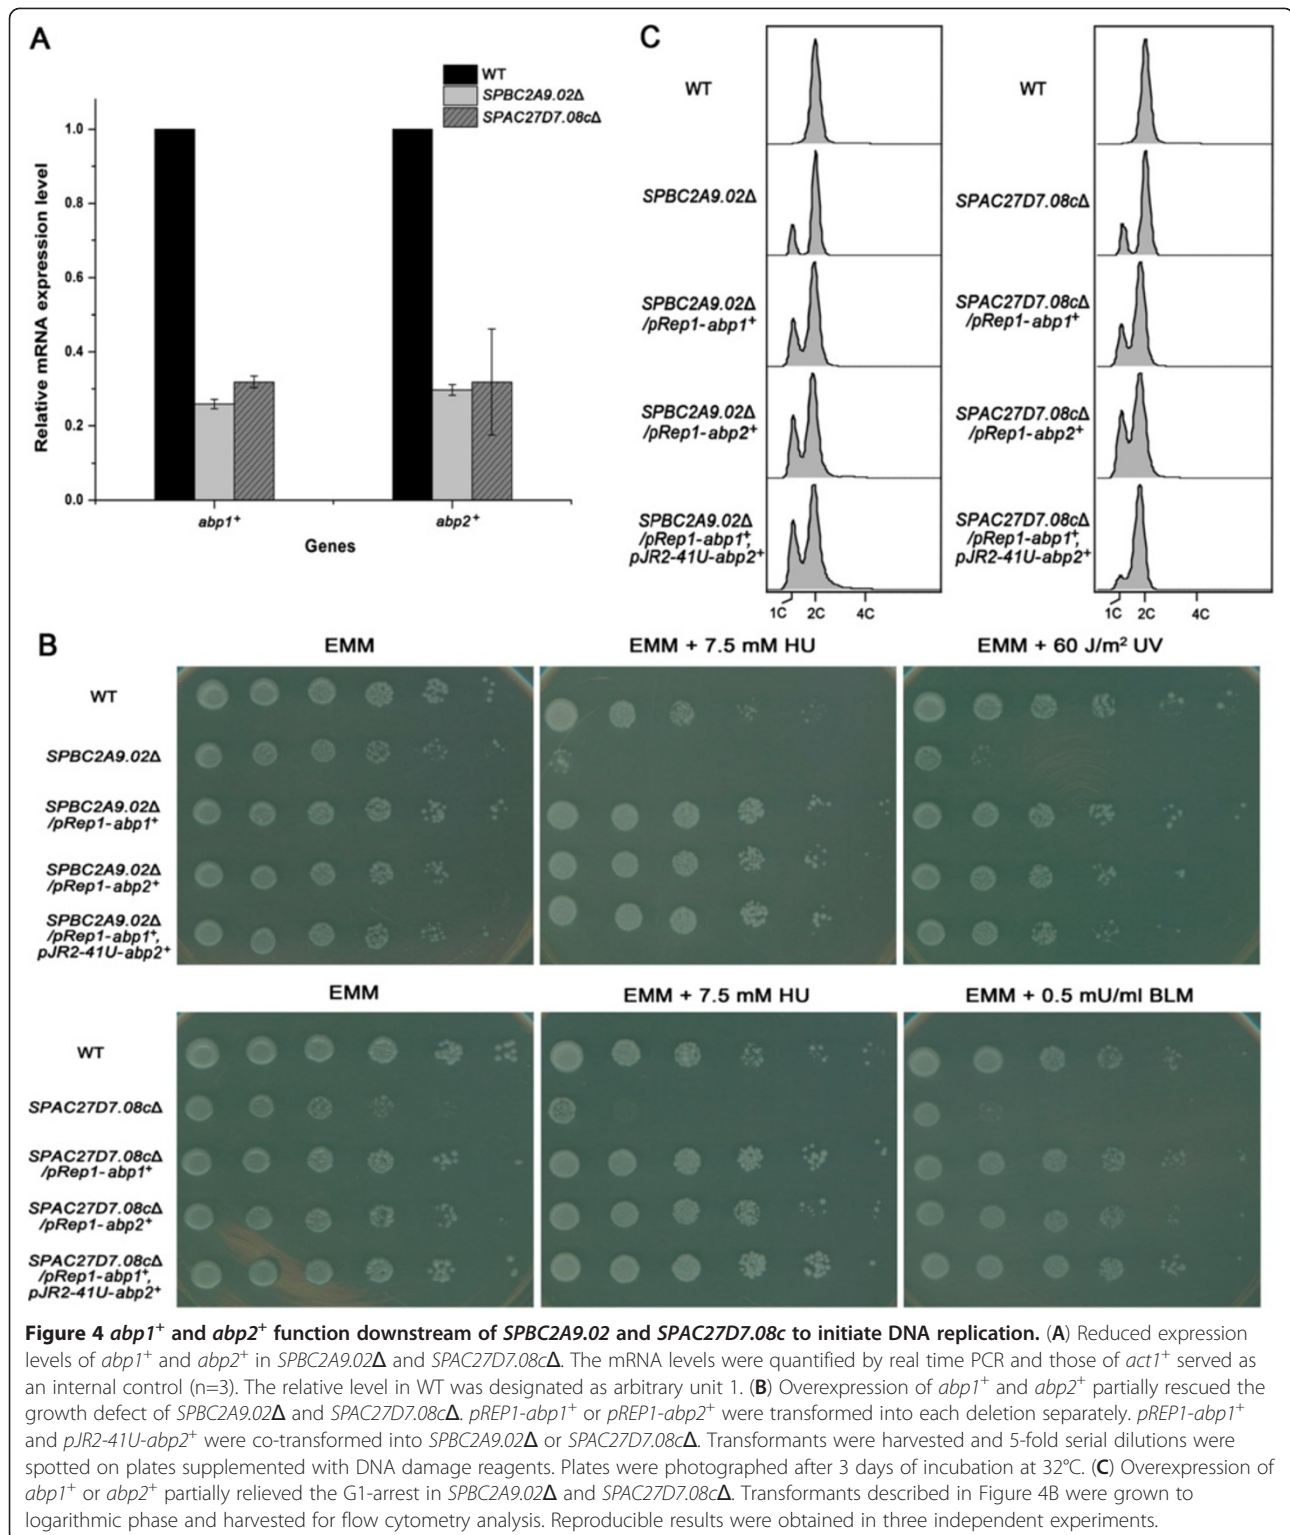 A
WT
SPBC2A9.02Δ
SPAC27D7.08cΔ
Relative mRNA expression level
1.0
0.8
0.6
0.4
0.2
0.0
abp1⁺
abp2⁺
Genes
C
WT
SPBC2A9.02Δ
SPBC2A9.02Δ
/pRep1-abp1⁺
SPBC2A9.02Δ
/pRep1-abp2⁺
SPBC2A9.02Δ
/pRep1-abp1⁺,
pJR2-41U-abp2⁺
1C 2C 4C
WT
SPAC27D7.08cΔ
SPAC27D7.08cΔ
/pRep1-abp1⁺
SPAC27D7.08cΔ
/pRep1-abp2⁺
SPAC27D7.08cΔ
/pRep1-abp1⁺,
pJR2-41U-abp2⁺
1C 2C 4C
B
EMM
EMM + 7.5 mM HU
EMM + 60 J/m² UV
WT
SPBC2A9.02Δ
SPBC2A9.02Δ
/pRep1-abp1⁺
SPBC2A9.02Δ
/pRep1-abp2⁺
SPBC2A9.02Δ
/pRep1-abp1⁺,
pJR2-41U-abp2⁺
EMM
EMM + 7.5 mM HU
EMM + 0.5 mU/ml BLM
WT
SPAC27D7.08cΔ
SPAC27D7.08cΔ
/pRep1-abp1⁺
SPAC27D7.08cΔ
/pRep1-abp2⁺
SPAC27D7.08cΔ
/pRep1-abp1⁺,
pJR2-41U-abp2⁺
Figure 4 abp1⁺ and abp2⁺ function downstream of SPBC2A9.02 and SPAC27D7.08c to initiate DNA replication. (A) Reduced expression
levels of abp1⁺ and abp2⁺ in SPBC2A9.02Δ and SPAC27D7.08cΔ. The mRNA levels were quantified by real time PCR and those of act1⁺ served as
an internal control (n=3). The relative level in WT was designated as arbitrary unit 1. (B) Overexpression of abp1⁺ and abp2⁺ partially rescued the
growth defect of SPBC2A9.02Δ and SPAC27D7.08cΔ. pREP1-abp1⁺ or pREP1-abp2⁺ were transformed into each deletion separately. pREP1-abp1⁺
and pJR2-41U-abp2⁺ were co-transformed into SPBC2A9.02Δ or SPAC27D7.08cΔ. Transformants were harvested and 5-fold serial dilutions were
spotted on plates supplemented with DNA damage reagents. Plates were photographed after 3 days of incubation at 32°C. (C) Overexpression of
abp1⁺ or abp2⁺ partially relieved the G1-arrest in SPBC2A9.02Δ and SPAC27D7.08cΔ. Transformants described in Figure 4B were grown to
logarithmic phase and harvested for flow cytometry analysis. Reproducible results were obtained in three independent experiments.